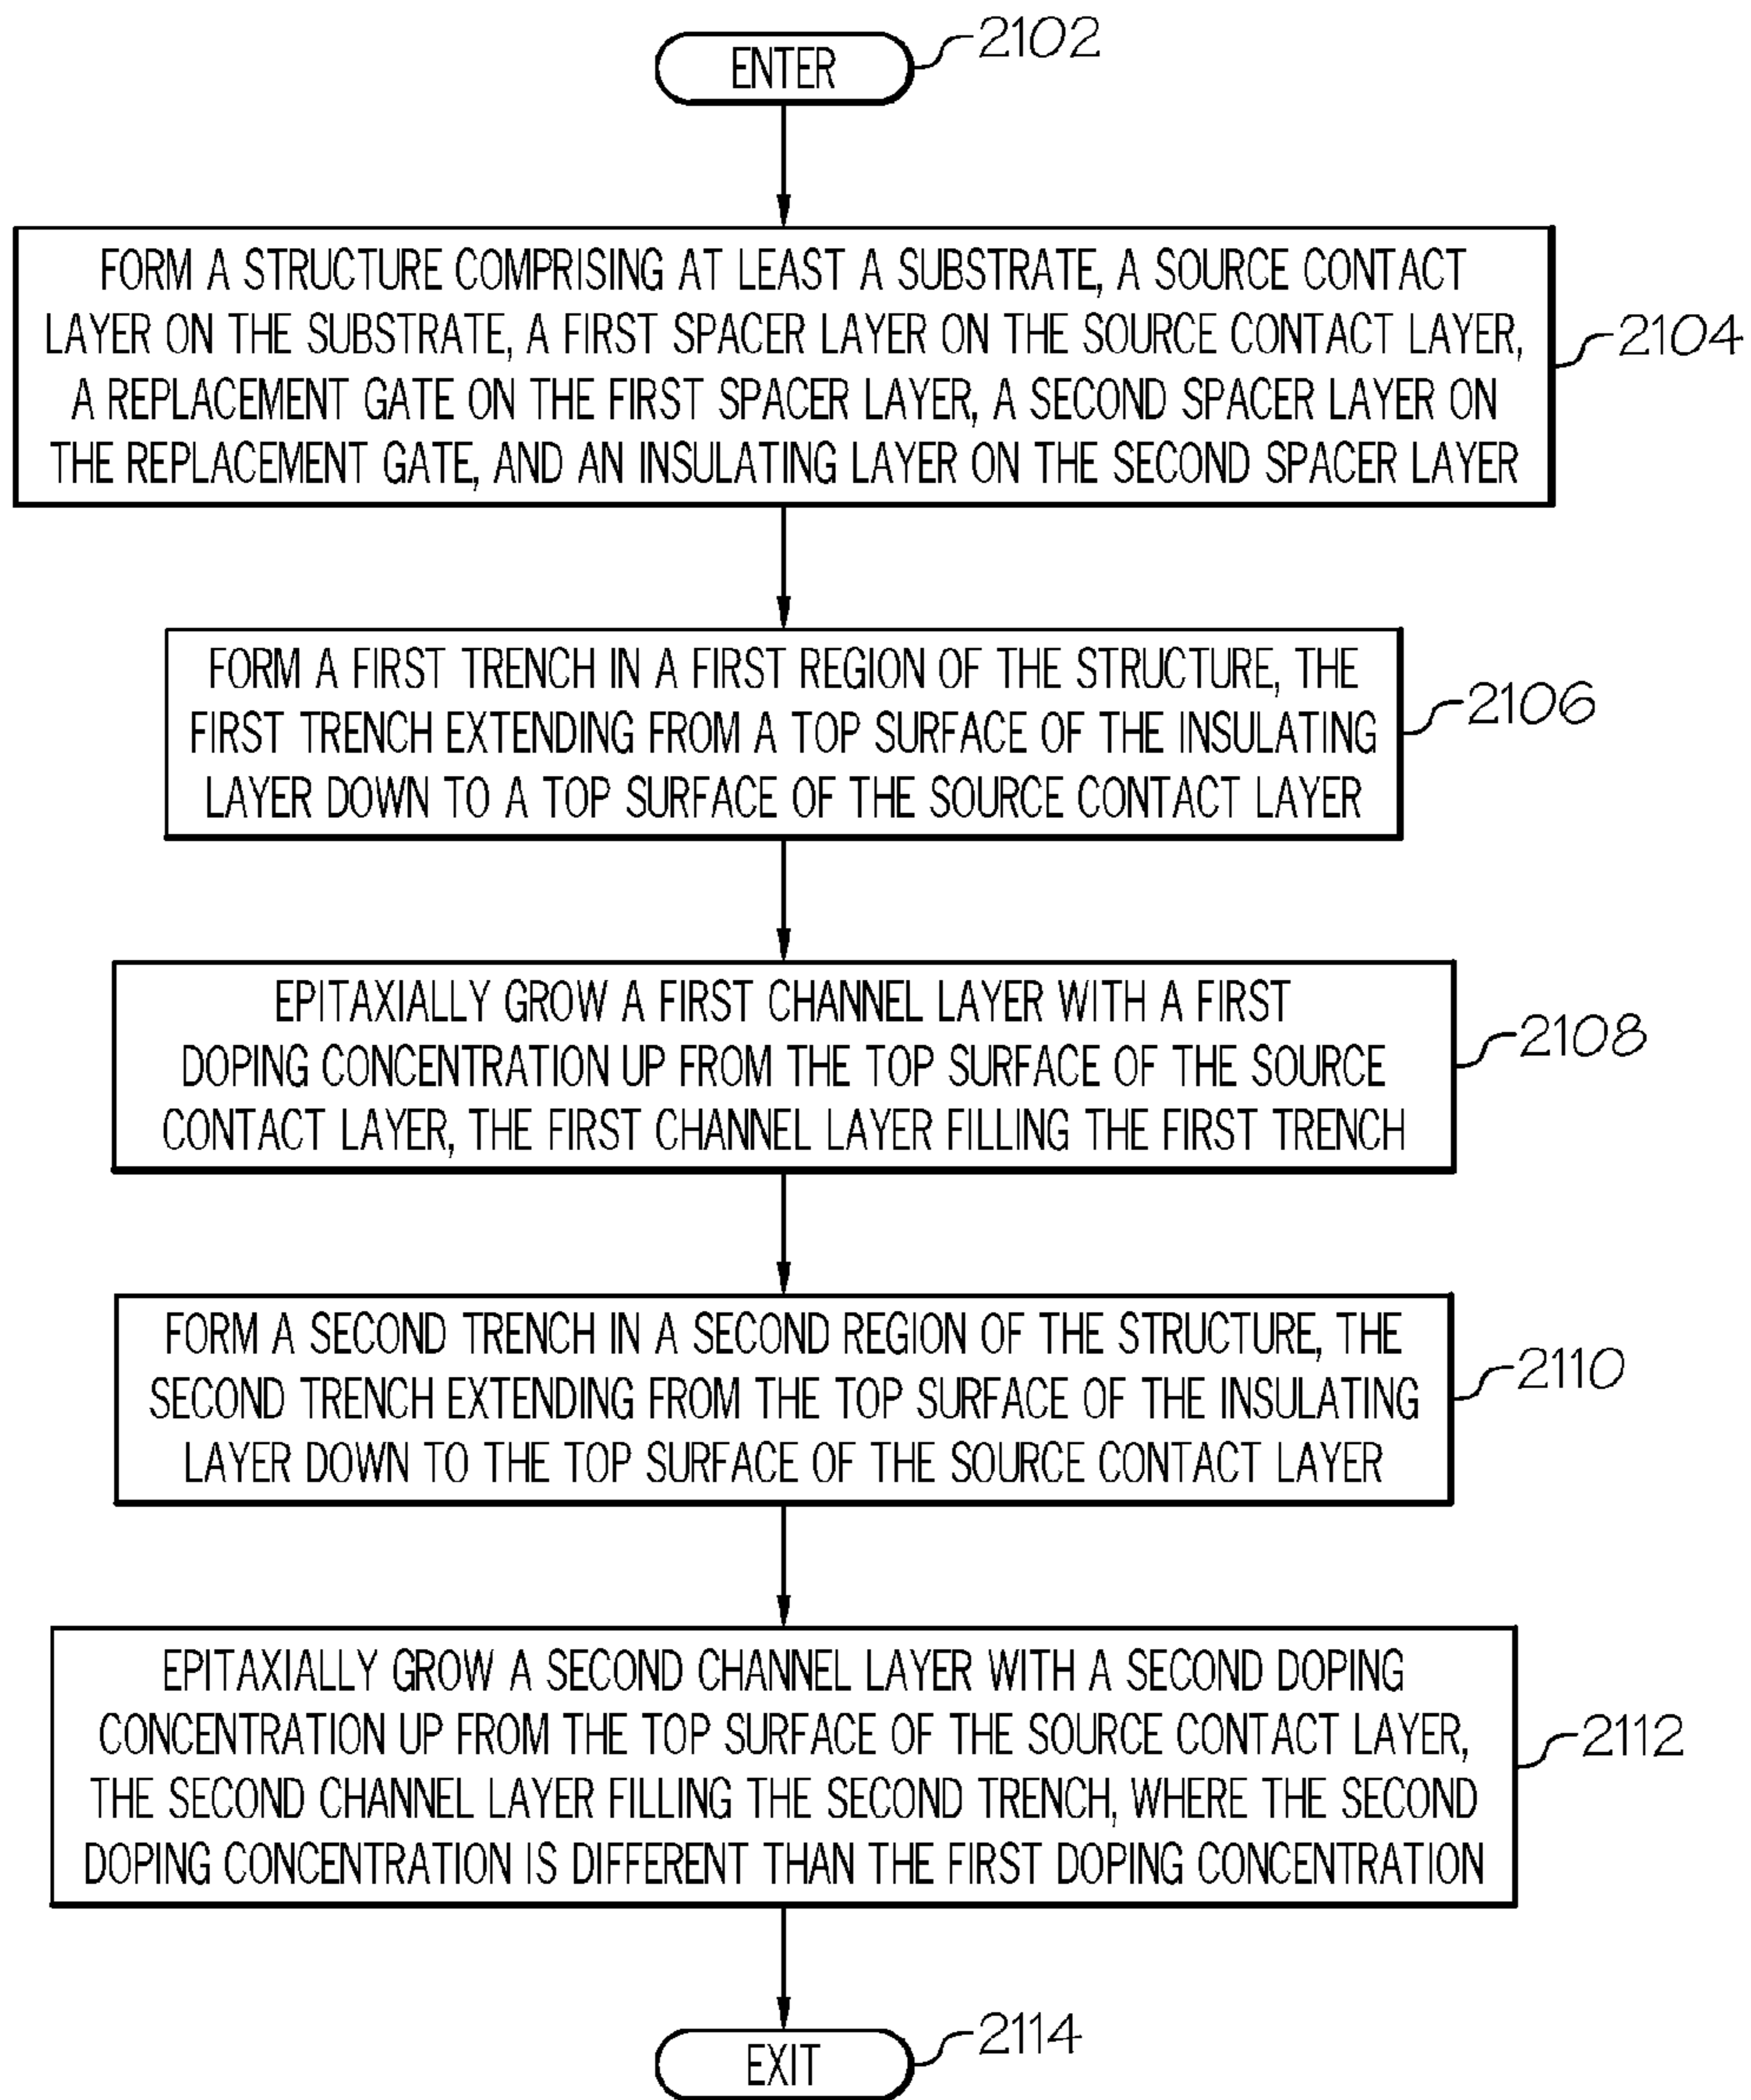 ENTER
2102
FORM A STRUCTURE COMPRISING AT LEAST A SUBSTRATE, A SOURCE CONTACT
LAYER ON THE SUBSTRATE, A FIRST SPACER LAYER ON THE SOURCE CONTACT LAYER,
A REPLACEMENT GATE ON THE FIRST SPACER LAYER, A SECOND SPACER LAYER ON
THE REPLACEMENT GATE, AND AN INSULATING LAYER ON THE SECOND SPACER LAYER
2104
FORM A FIRST TRENCH IN A FIRST REGION OF THE STRUCTURE, THE
FIRST TRENCH EXTENDING FROM A TOP SURFACE OF THE INSULATING
LAYER DOWN TO A TOP SURFACE OF THE SOURCE CONTACT LAYER
2106
EPITAXIALLY GROW A FIRST CHANNEL LAYER WITH A FIRST
DOPING CONCENTRATION UP FROM THE TOP SURFACE OF THE SOURCE
CONTACT LAYER, THE FIRST CHANNEL LAYER FILLING THE FIRST TRENCH
2108
FORM A SECOND TRENCH IN A SECOND REGION OF THE STRUCTURE, THE
SECOND TRENCH EXTENDING FROM THE TOP SURFACE OF THE INSULATING
LAYER DOWN TO THE TOP SURFACE OF THE SOURCE CONTACT LAYER
2110
EPITAXIALLY GROW A SECOND CHANNEL LAYER WITH A SECOND DOPING
CONCENTRATION UP FROM THE TOP SURFACE OF THE SOURCE CONTACT LAYER,
THE SECOND CHANNEL LAYER FILLING THE SECOND TRENCH, WHERE THE SECOND
DOPING CONCENTRATION IS DIFFERENT THAN THE FIRST DOPING CONCENTRATION
2112
EXIT
2114